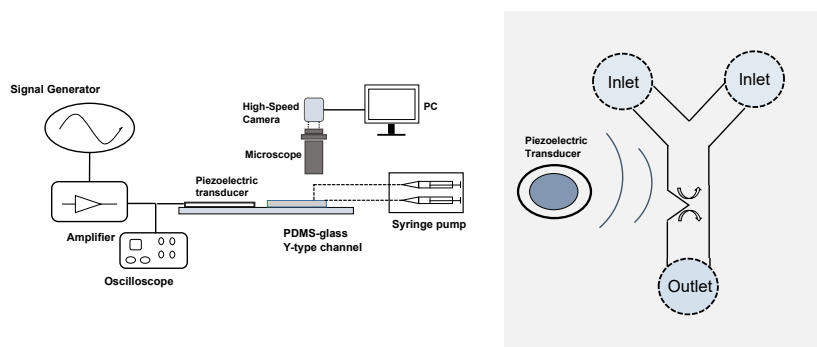 Signal Generator
High-Speed
Camera
PC
Microscope
Piezoelectric
transducer
Amplifier
PDMS-glass
Y-type channel
Syringe pump
Oscilloscope
Inlet
Inlet
Piezoelectric
Transducer
Outlet